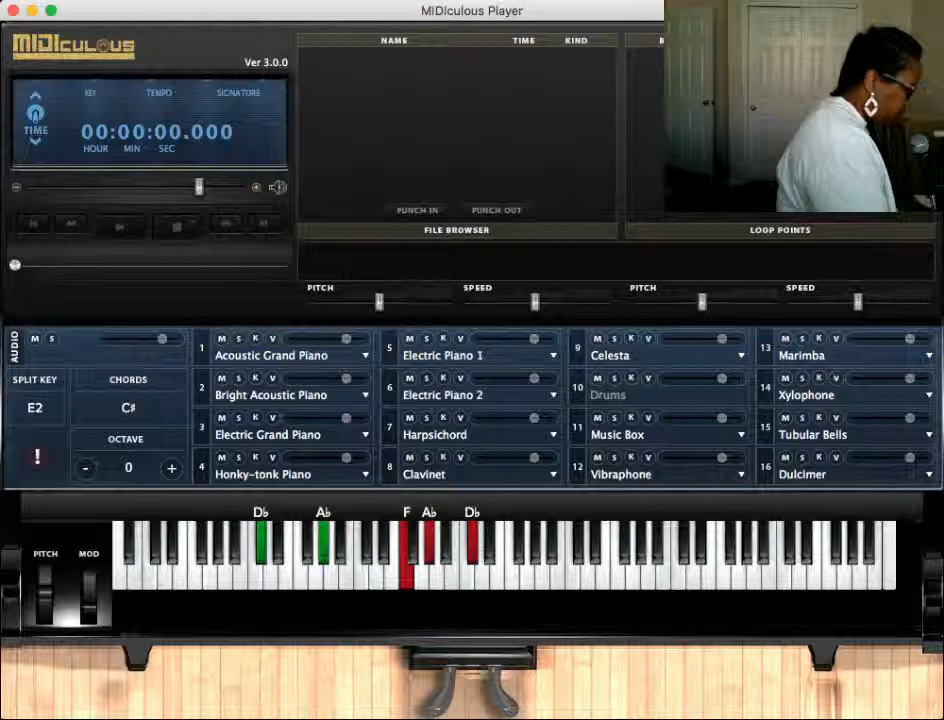 MIDIculous Player
MIDICULOUS
Ver 3.0.0
KEY TEMPO SIGNATURE
TIME
00:00:00.000
HOUR MIN SEC
NAME TIME KIND
PUNCH IN PUNCH OUT
FILE BROWSER LOOP POINTS
PITCH SPEED PITCH SPEED
AUDIO M S
SPLIT KEY CHORDS
E2 C♯
OCTAVE
! - 0 +
1 M S K V Acoustic Grand Piano
2 M S K V Bright Acoustic Piano
3 M S K V Electric Grand Piano
4 M S K V Honky-tonk Piano
5 M S K V Electric Piano 1
6 M S K V Electric Piano 2
7 M S K V Harpsichord
8 M S K V Clavinet
9 M S K V Celesta
10 M S K V Drums
11 M S K V Music Box
12 M S K V Vibraphone
13 M S K V Marimba
14 M S K V Xylophone
15 M S K V Tubular Bells
16 M S K V Dulcimer
D♭ A♭ F A♭ D♭
PITCH MOD